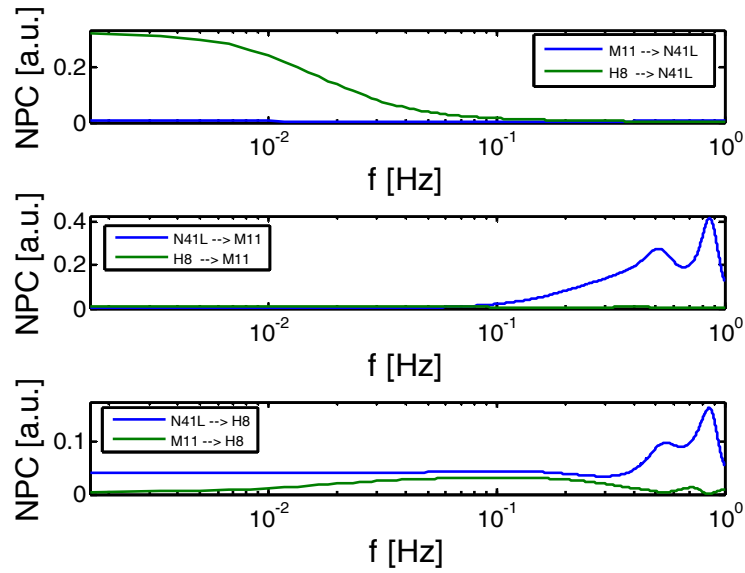 NPC [a.u.]
0.2
0
M11 --> N41L
H8 --> N41L
10^-2
10^-1
10^0
f [Hz]
NPC [a.u.]
0.4
0.2
0
N41L --> M11
H8 --> M11
10^-2
10^-1
10^0
f [Hz]
NPC [a.u.]
0.1
0
N41L --> H8
M11 --> H8
10^-2
10^-1
10^0
f [Hz]